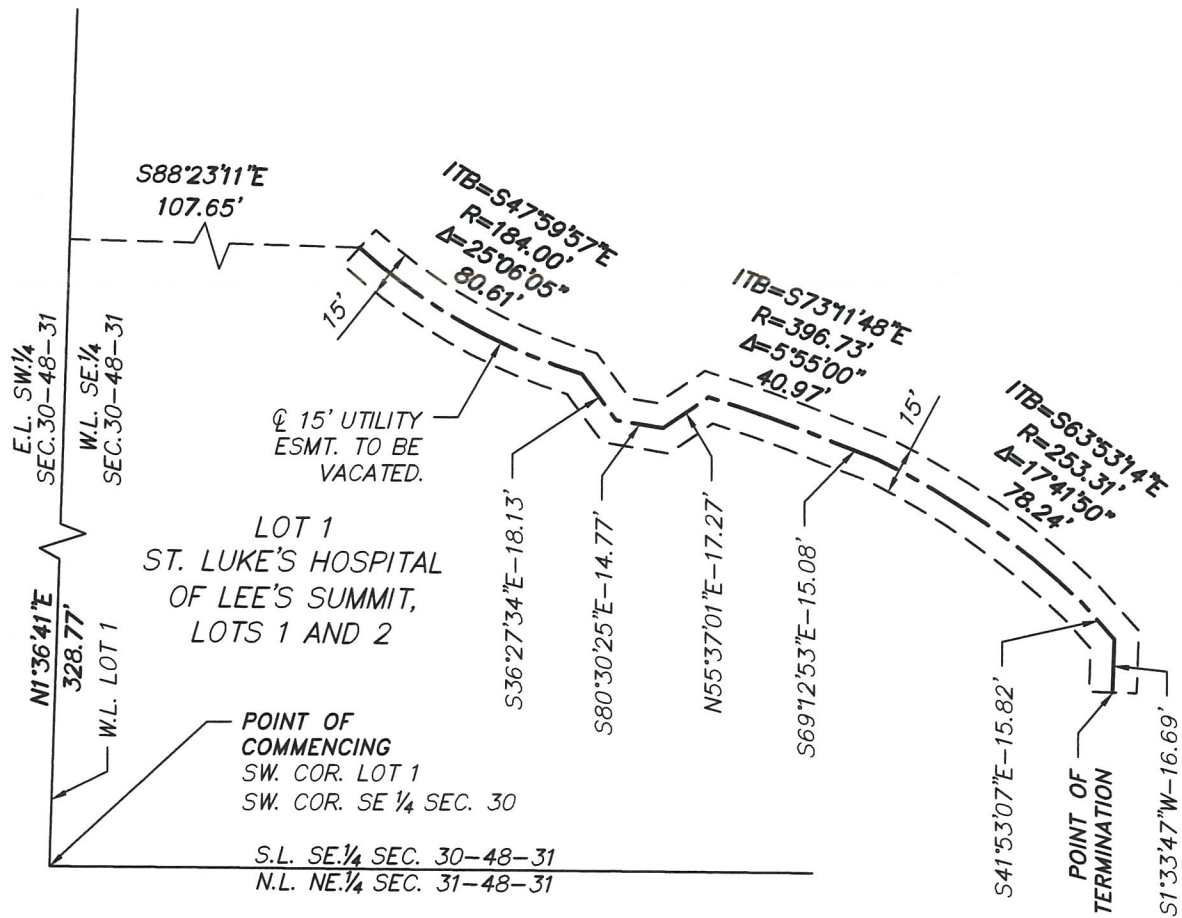 S88°23'11"E
107.65'
ITB=S47°59'57"E
R=184.00'
Δ=25°06'05"
80.61'
15'
ITB=S73°11'48"E
R=396.73'
Δ=5°55'00"
40.97'
15'
ITB=S63°53'14"E
R=253.31'
Δ=17°41'50"
78.24'
E.L. SW.¼
SEC.30-48-31
W.L. SE.¼
SEC.30-48-31
℄ 15' UTILITY
ESMT. TO BE
VACATED.
LOT 1
ST. LUKE'S HOSPITAL
OF LEE'S SUMMIT,
LOTS 1 AND 2
S36°27'34"E-18.13'
S80°30'25"E-14.77'
N55°37'01"E-17.27'
S69°12'53"E-15.08'
S41°53'07"E-15.82'
POINT OF
TERMINATION
S1°33'47"W-16.69'
N1°36'41"E
328.77'
W.L. LOT 1
POINT OF
COMMENCING
SW. COR. LOT 1
SW. COR. SE ¼ SEC. 30
S.L. SE.¼ SEC. 30-48-31
N.L. NE.¼ SEC. 31-48-31